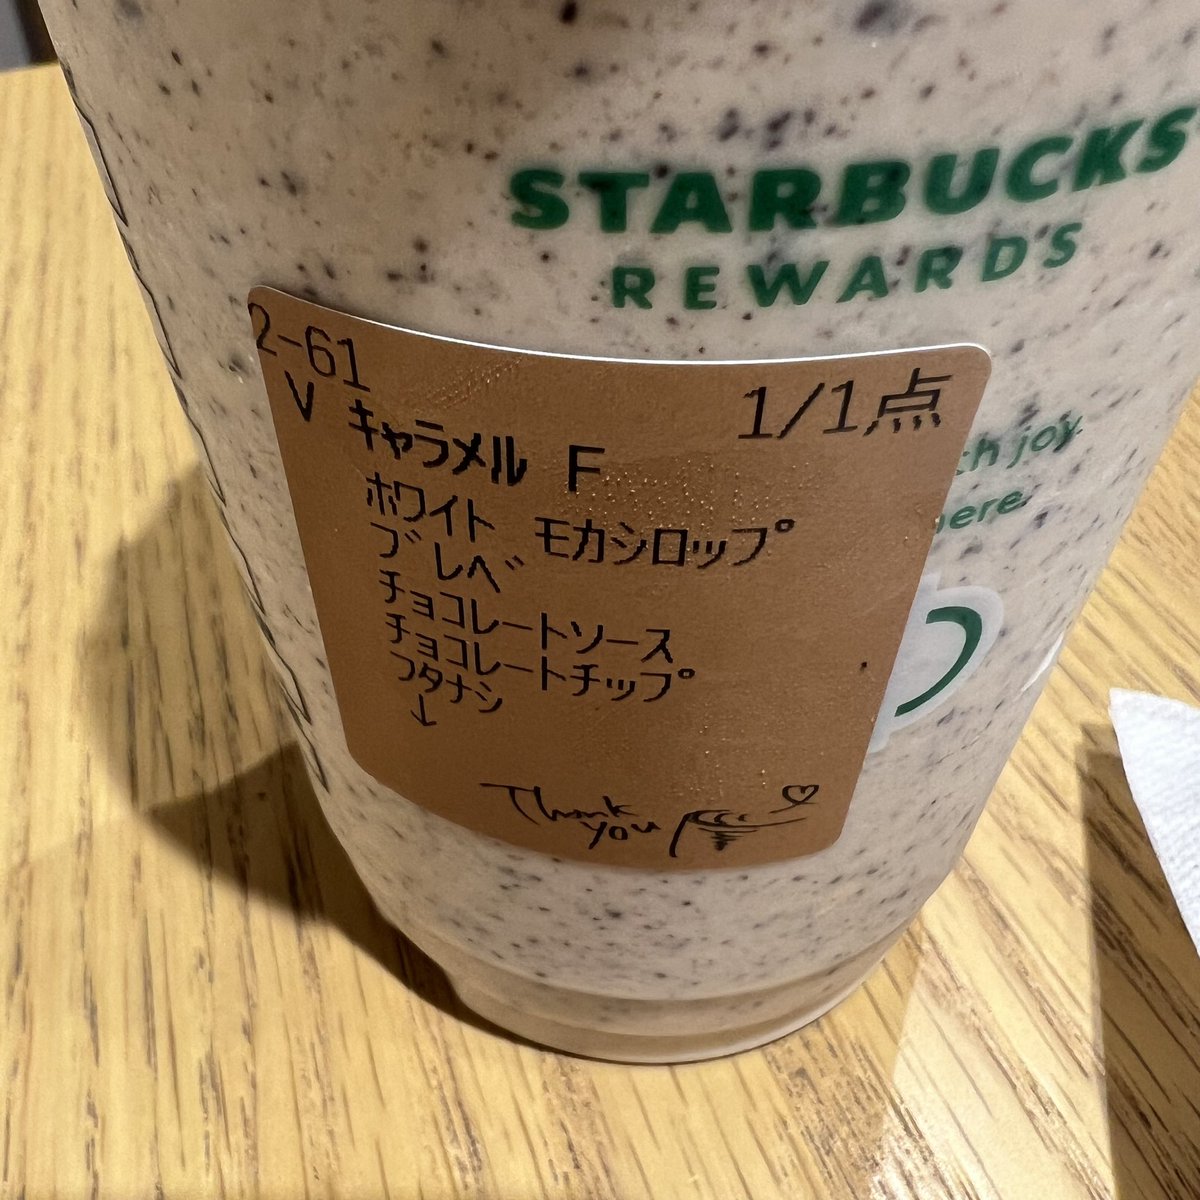 STARBUCKS
REWARDS
2-61
1/1点
V キャラメル F
ホワイト モカシロップ
ブレベ
チョコレートソース
チョコレートチップ
フタナシ
↓
joy
Thank
you